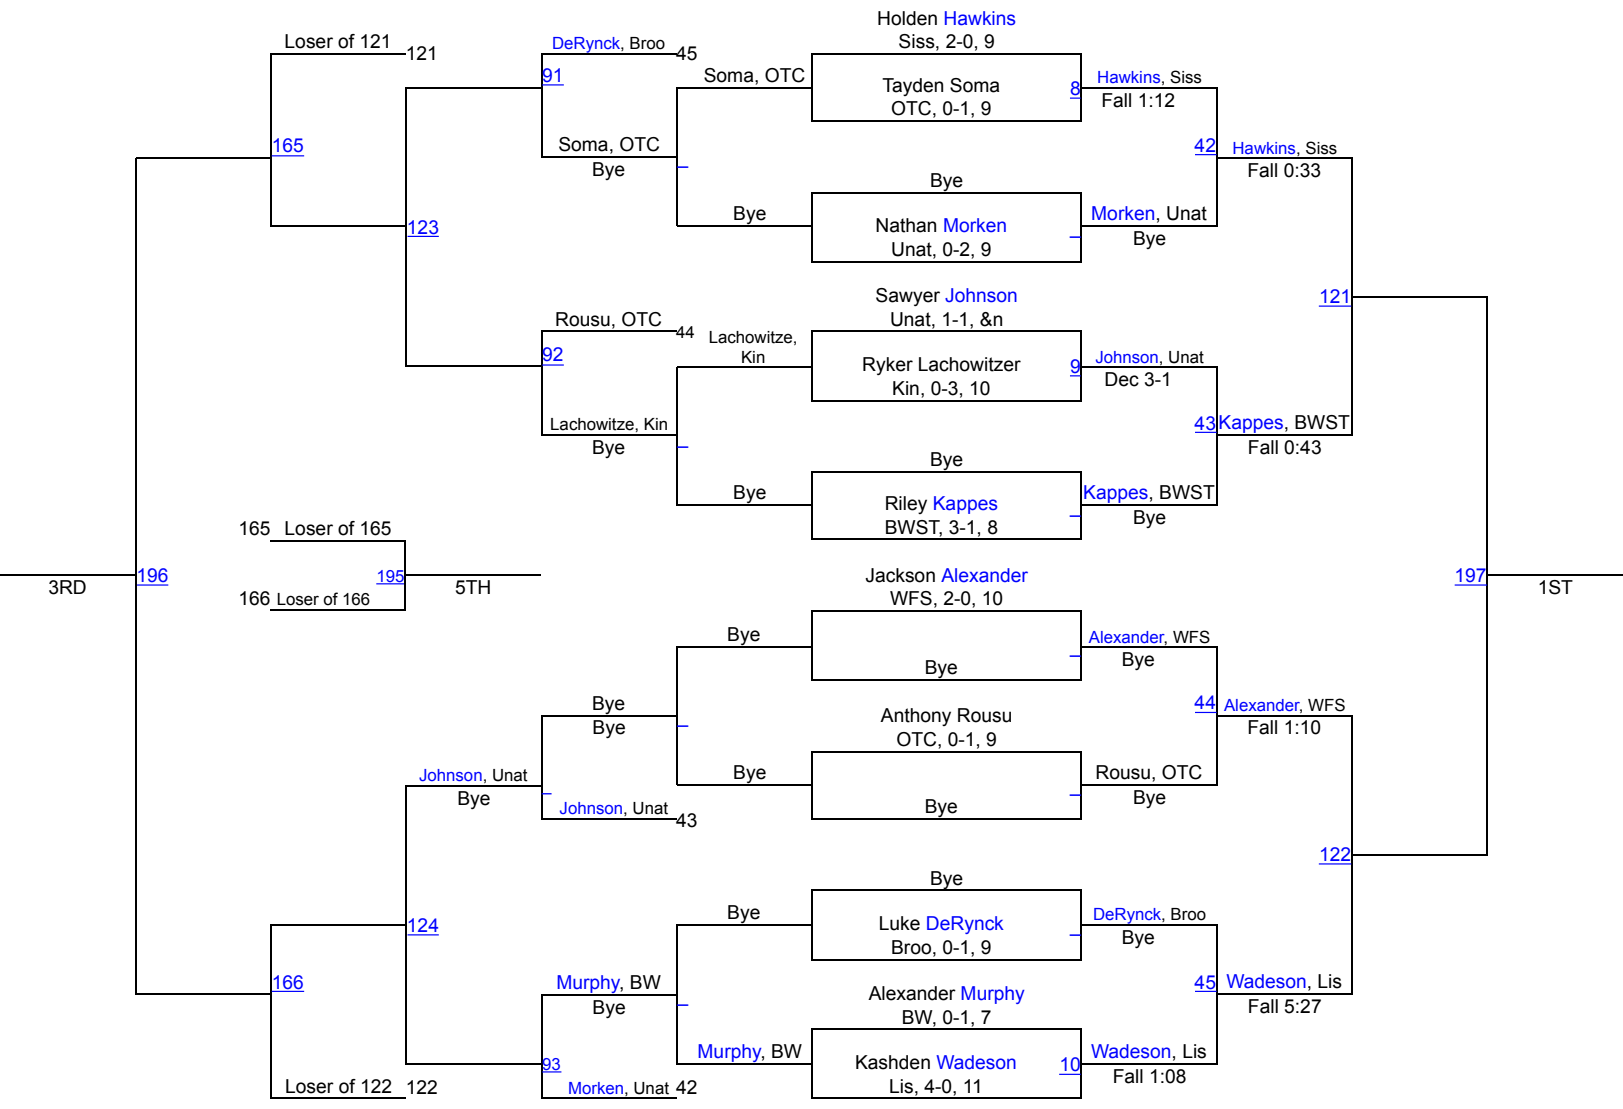 Holden Hawkins
Siss, 2-0, 9
Loser of 121
121
DeRynck, Broo
45
91
Soma, OTC
Tayden Soma
OTC, 0-1, 9
8
Hawkins, Siss
Fall 1:12
165
Soma, OTC
Bye
42
Hawkins, Siss
Fall 0:33
Bye
Bye
Nathan Morken
Unat, 0-2, 9
Morken, Unat
Bye
123
Sawyer Johnson
Unat, 1-1, &n
121
Rousu, OTC
44
92
Lachowitze,
Kin
Ryker Lachowitzer
Kin, 0-3, 10
9
Johnson, Unat
Dec 3-1
Lachowitze, Kin
Bye
43
Kappes, BWST
Fall 0:43
Bye
Bye
Riley Kappes
BWST, 3-1, 8
Kappes, BWST
Bye
165
Loser of 165
3RD
196
166
Loser of 166
195
5TH
Jackson Alexander
WFS, 2-0, 10
197
1ST
Bye
Bye
Alexander, WFS
Bye
Bye
Bye
Anthony Rousu
OTC, 0-1, 9
44
Alexander, WFS
Fall 1:10
Johnson, Unat
Bye
Bye
Bye
Rousu, OTC
Bye
Johnson, Unat
43
122
Bye
Bye
Luke DeRynck
Broo, 0-1, 9
DeRynck, Broo
Bye
124
166
Murphy, BW
Bye
Alexander Murphy
BW, 0-1, 7
45
Wadeson, Lis
Fall 5:27
93
Murphy, BW
Kashden Wadeson
Lis, 4-0, 11
10
Wadeson, Lis
Fall 1:08
Loser of 122
122
Morken, Unat
42